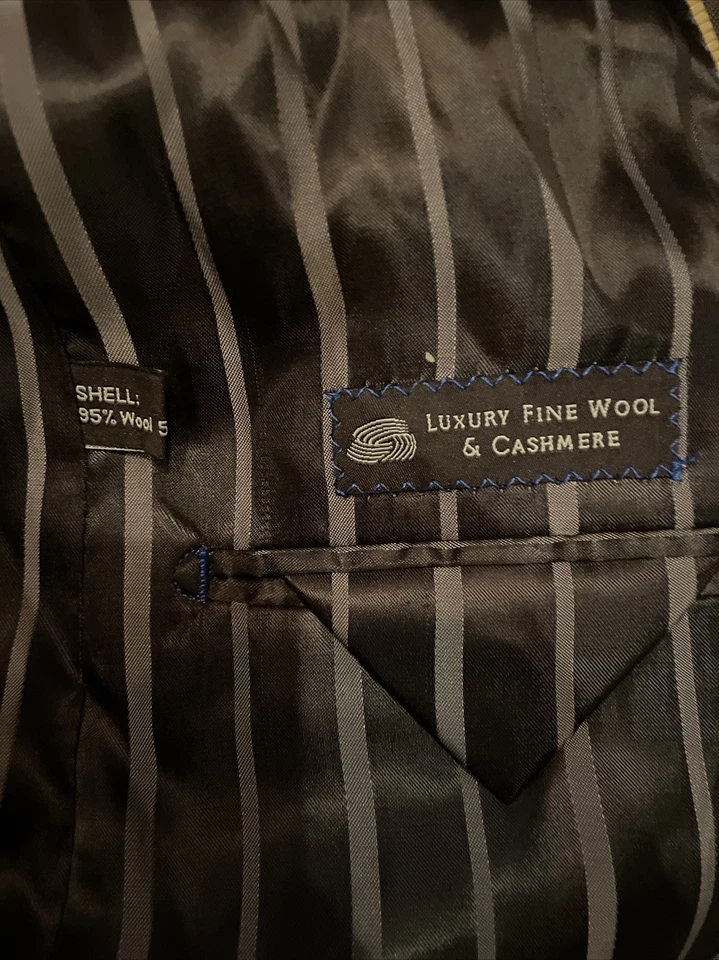 SHELL:
95% Wool 5
LUXURY FINE WOOL
& CASHMERE